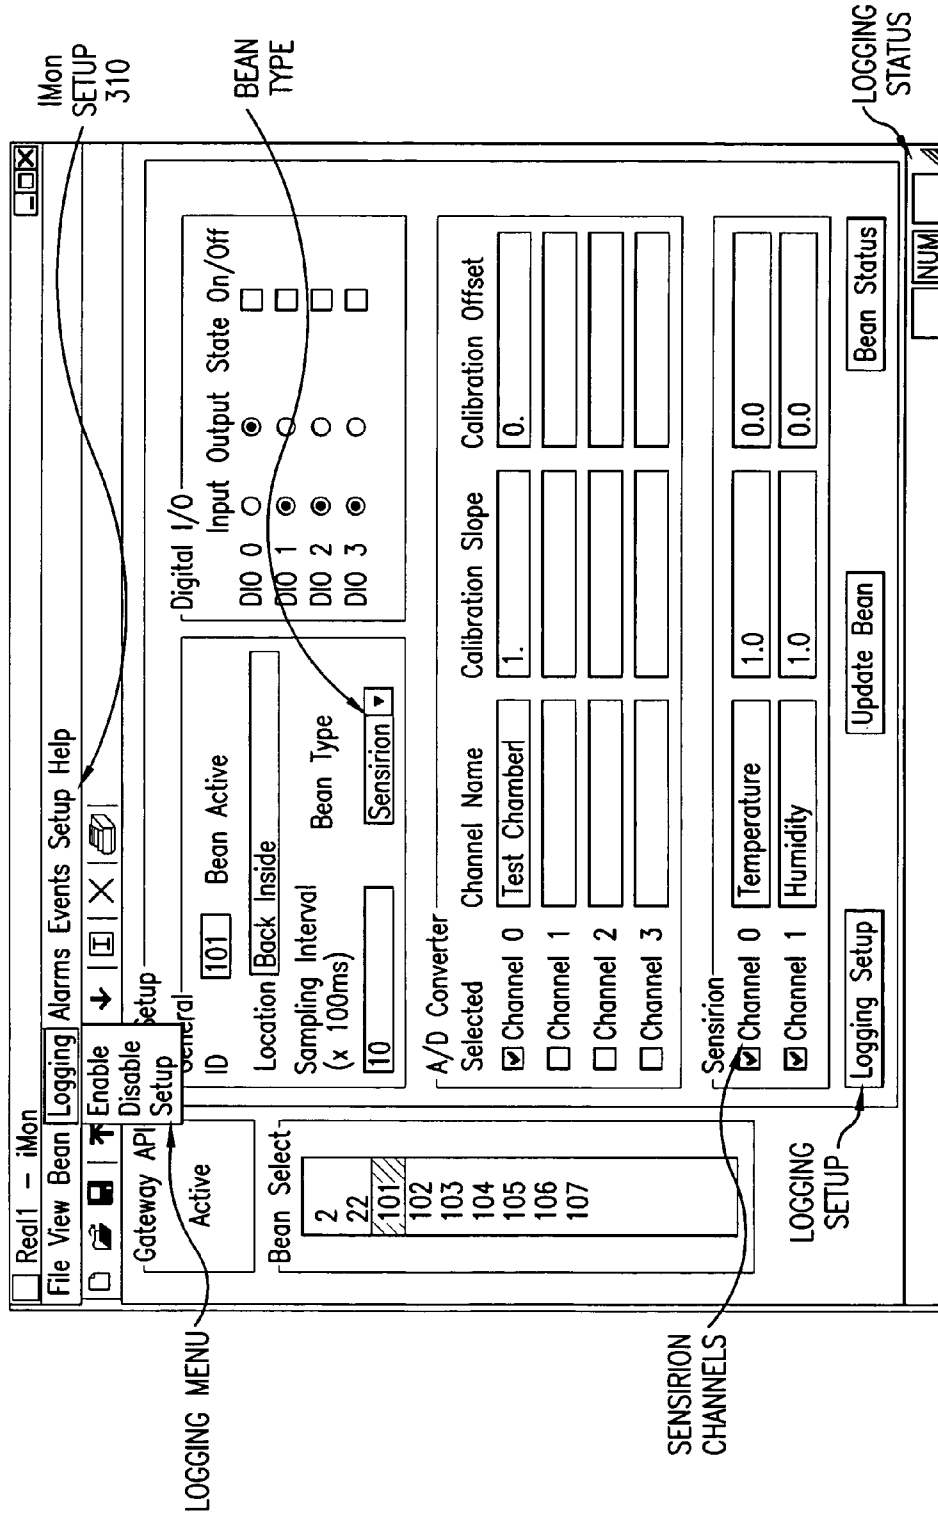 IMon
SETUP
310
BEAN
TYPE
LOGGING
STATUS
LOGGING MENU
SENSIRION
CHANNELS
LOGGING
SETUP
Real1 – iMon
File View Bean Logging Alarms Events Setup Help
Enable
Disable
Setup
Gateway API
Active
Setup
Bean Select
2
22
101
102
103
104
105
106
107
General
ID 101 Bean Active
Location Back Inside
Sampling Interval
(x 100ms)
10
Bean Type
Sensirion
Digital I/O
Input Output State On/Off
DIO 0
DIO 1
DIO 2
DIO 3
A/D Converter
Selected Channel Name Calibration Slope Calibration Offset
Channel 0 Test Chamberl 1. 0.
Channel 1
Channel 2
Channel 3
Sensirion
Channel 0 Temperature 1.0 0.0
Channel 1 Humidity 1.0 0.0
Logging Setup Update Bean Bean Status
NUM